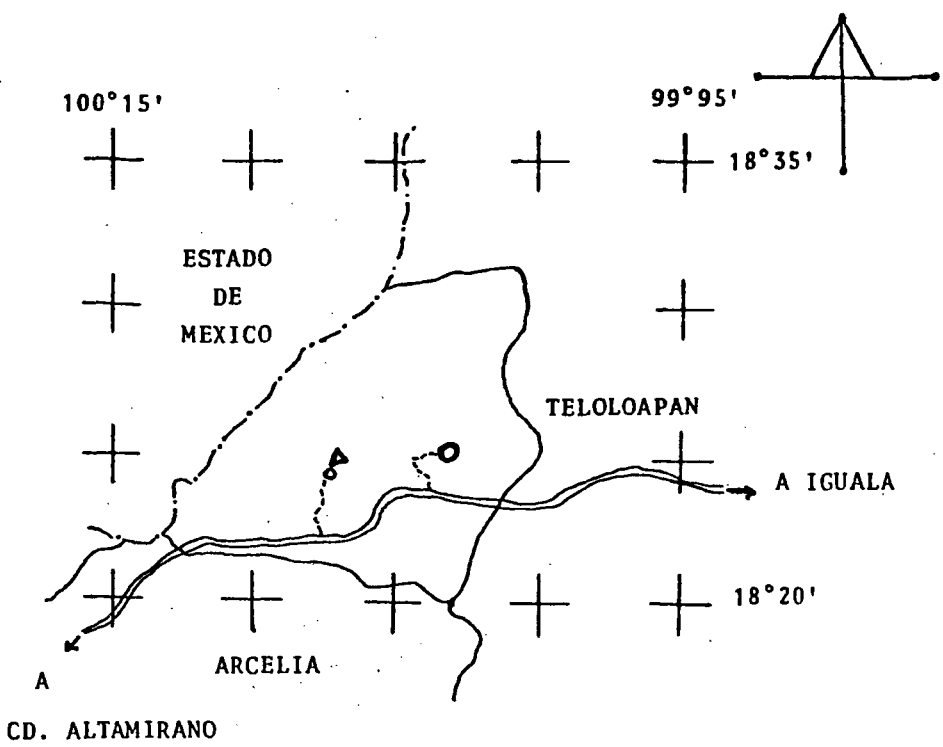 100°15'
99°95'
18°35'
ESTADO
DE
MEXICO
TELOLOAPAN
A IGUALA
18°20'
ARCELIA
A
CD. ALTAMIRANO